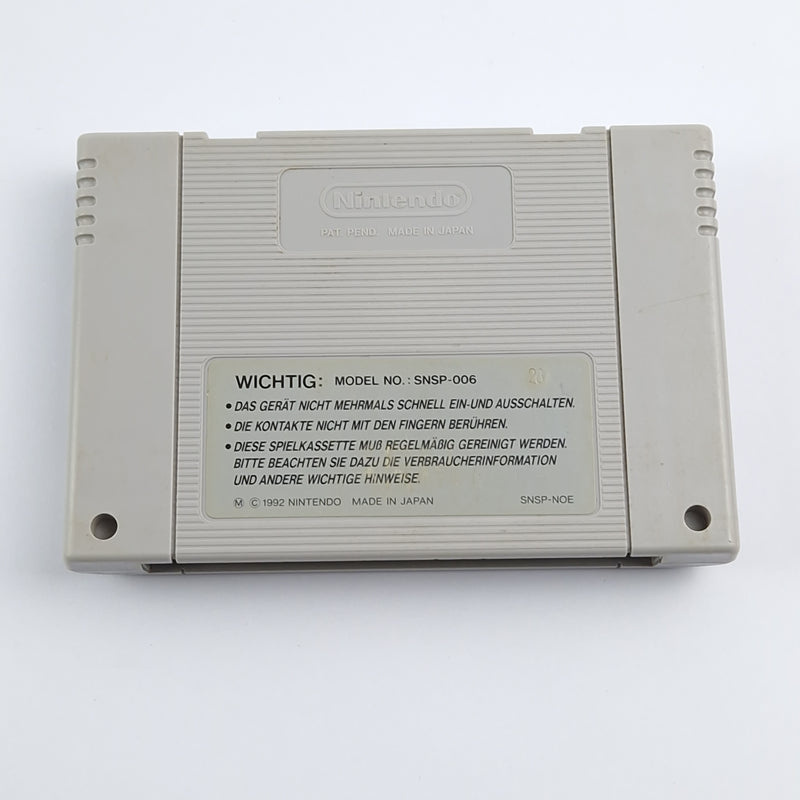 Nintendo
PAT. PEND. MADE IN JAPAN
WICHTIG: MODEL NO.: SNSP-006 23
• DAS GERÄT NICHT MEHRMALS SCHNELL EIN-UND AUSSCHALTEN.
• DIE KONTAKTE NICHT MIT DEN FINGERN BERÜHREN.
• DIESE SPIELKASSETTE MUß REGELMÄßIG GEREINIGT WERDEN.
BITTE BEACHTEN SIE DAZU DIE VERBRAUCHERINFORMATION
UND ANDERE WICHTIGE HINWEISE.
Ⓜ © 1992 NINTENDO MADE IN JAPAN SNSP-NOE